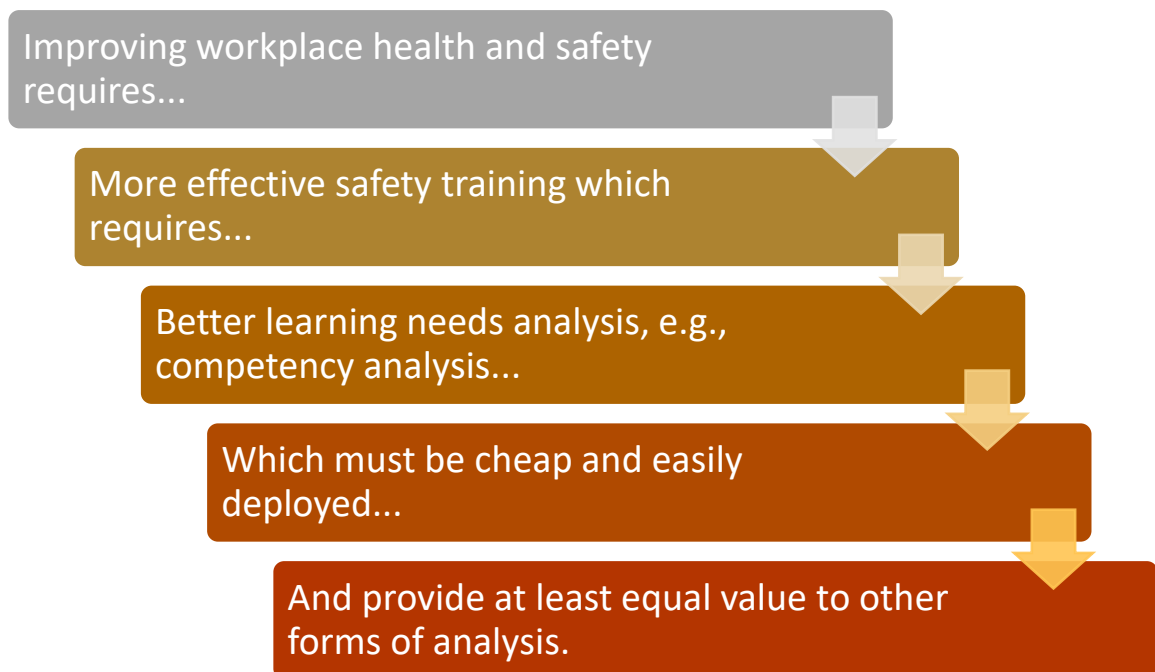 Improving workplace health and safety
requires...
More effective safety training which
requires...
Better learning needs analysis, e.g.,
competency analysis...
Which must be cheap and easily
deployed...
And provide at least equal value to other
forms of analysis.